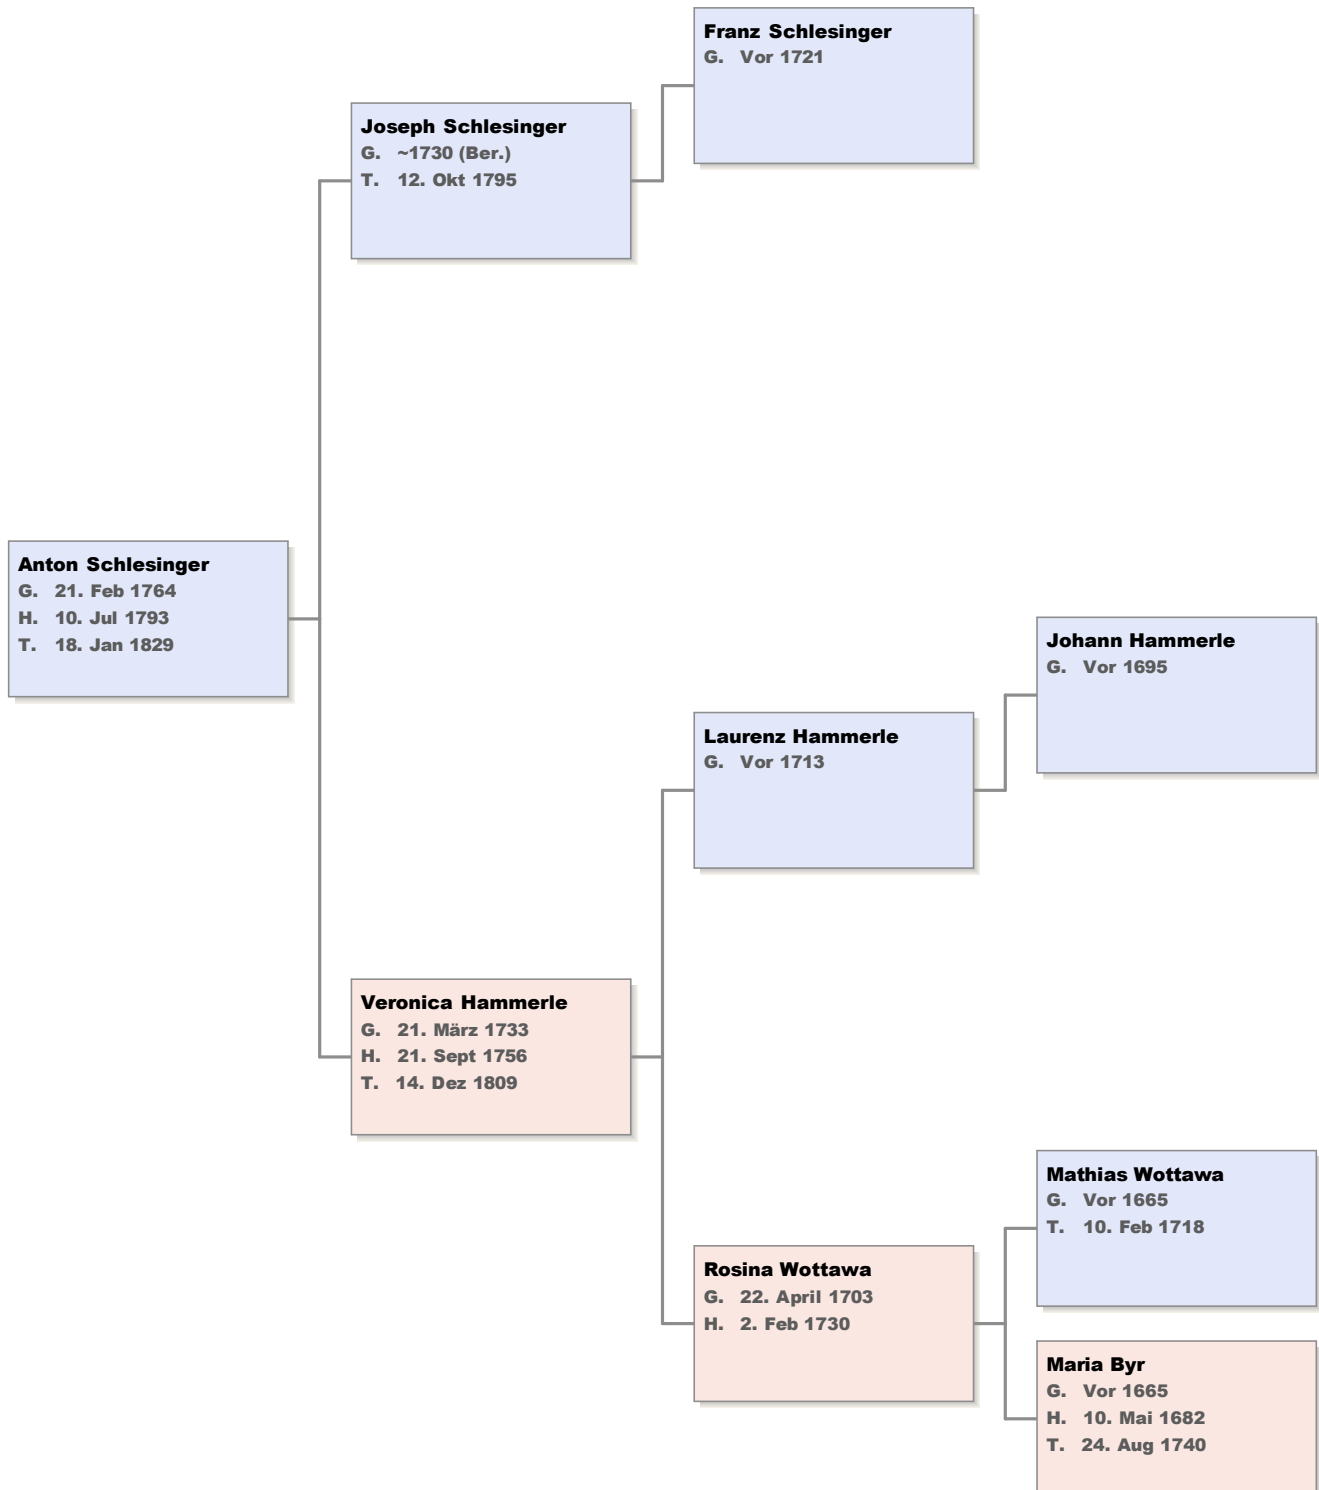 Franz Schlesinger
G. Vor 1721
Joseph Schlesinger
G. ~1730 (Ber.)
T. 12. Okt 1795
Anton Schlesinger
G. 21. Feb 1764
H. 10. Jul 1793
T. 18. Jan 1829
Johann Hammerle
G. Vor 1695
Laurenz Hammerle
G. Vor 1713
Veronica Hammerle
G. 21. März 1733
H. 21. Sept 1756
T. 14. Dez 1809
Mathias Wottawa
G. Vor 1665
T. 10. Feb 1718
Rosina Wottawa
G. 22. April 1703
H. 2. Feb 1730
Maria Byr
G. Vor 1665
H. 10. Mai 1682
T. 24. Aug 1740